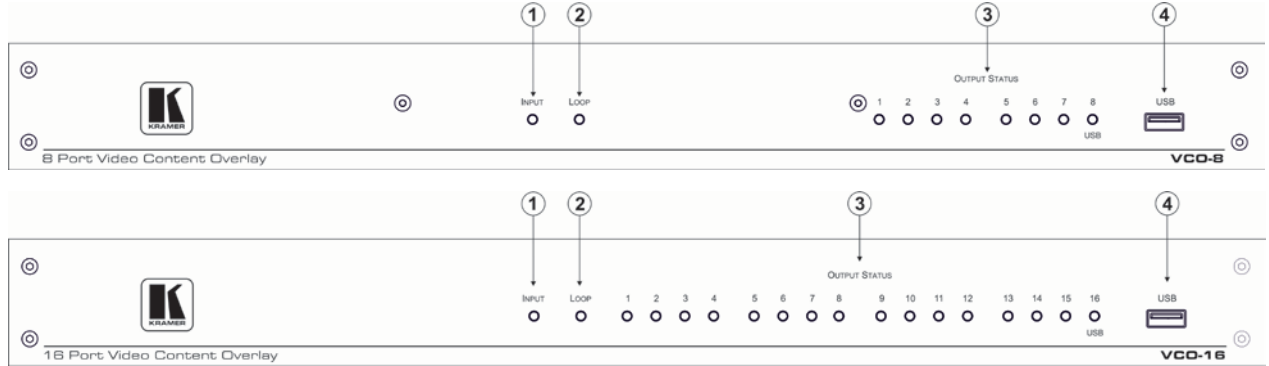 1 2 3 4
OUTPUT STATUS
INPUT LOOP 1 2 3 4 5 6 7 8 USB
USB
K
KRAMER
8 Port Video Content Overlay VCO-8
1 2 3 4
OUTPUT STATUS
INPUT LOOP 1 2 3 4 5 6 7 8 9 10 11 12 13 14 15 16 USB
USB
K
KRAMER
16 Port Video Content Overlay VCO-16